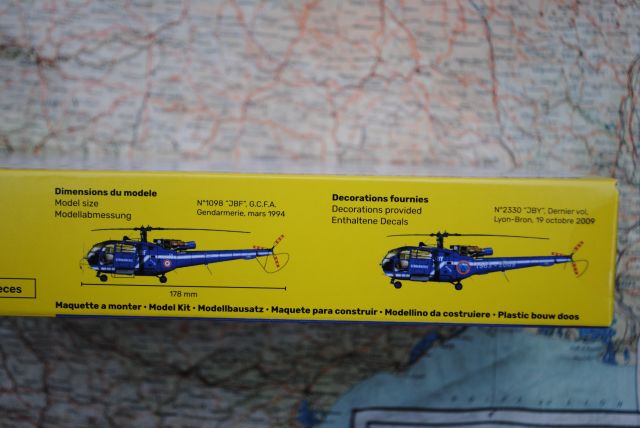 Dimensions du modele
Model size
Modellabmessung
N°1098 "JBF", G.C.F.A.
Gendarmerie, mars 1994
Decorations fournies
Decorations provided
Enthaltene Decals
N°2330 "JBY", Dernier vol,
Lyon-Bron, 19 octobre 2009
178 mm
eces
Maquette a monter • Model Kit • Modellbausatz • Maquete para construir • Modellino da costruiere • Plastic bouw doos